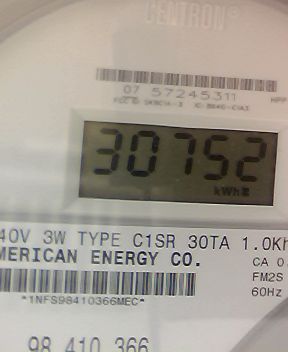 CENTRON®
07 57245311
30752
kWh
40V 3W TYPE C1SR 30TA 1.0Kh
MERICAN ENERGY CO.
CA 0.
FM2S
60Hz
*1NFS98410366MEC*
98 410 366